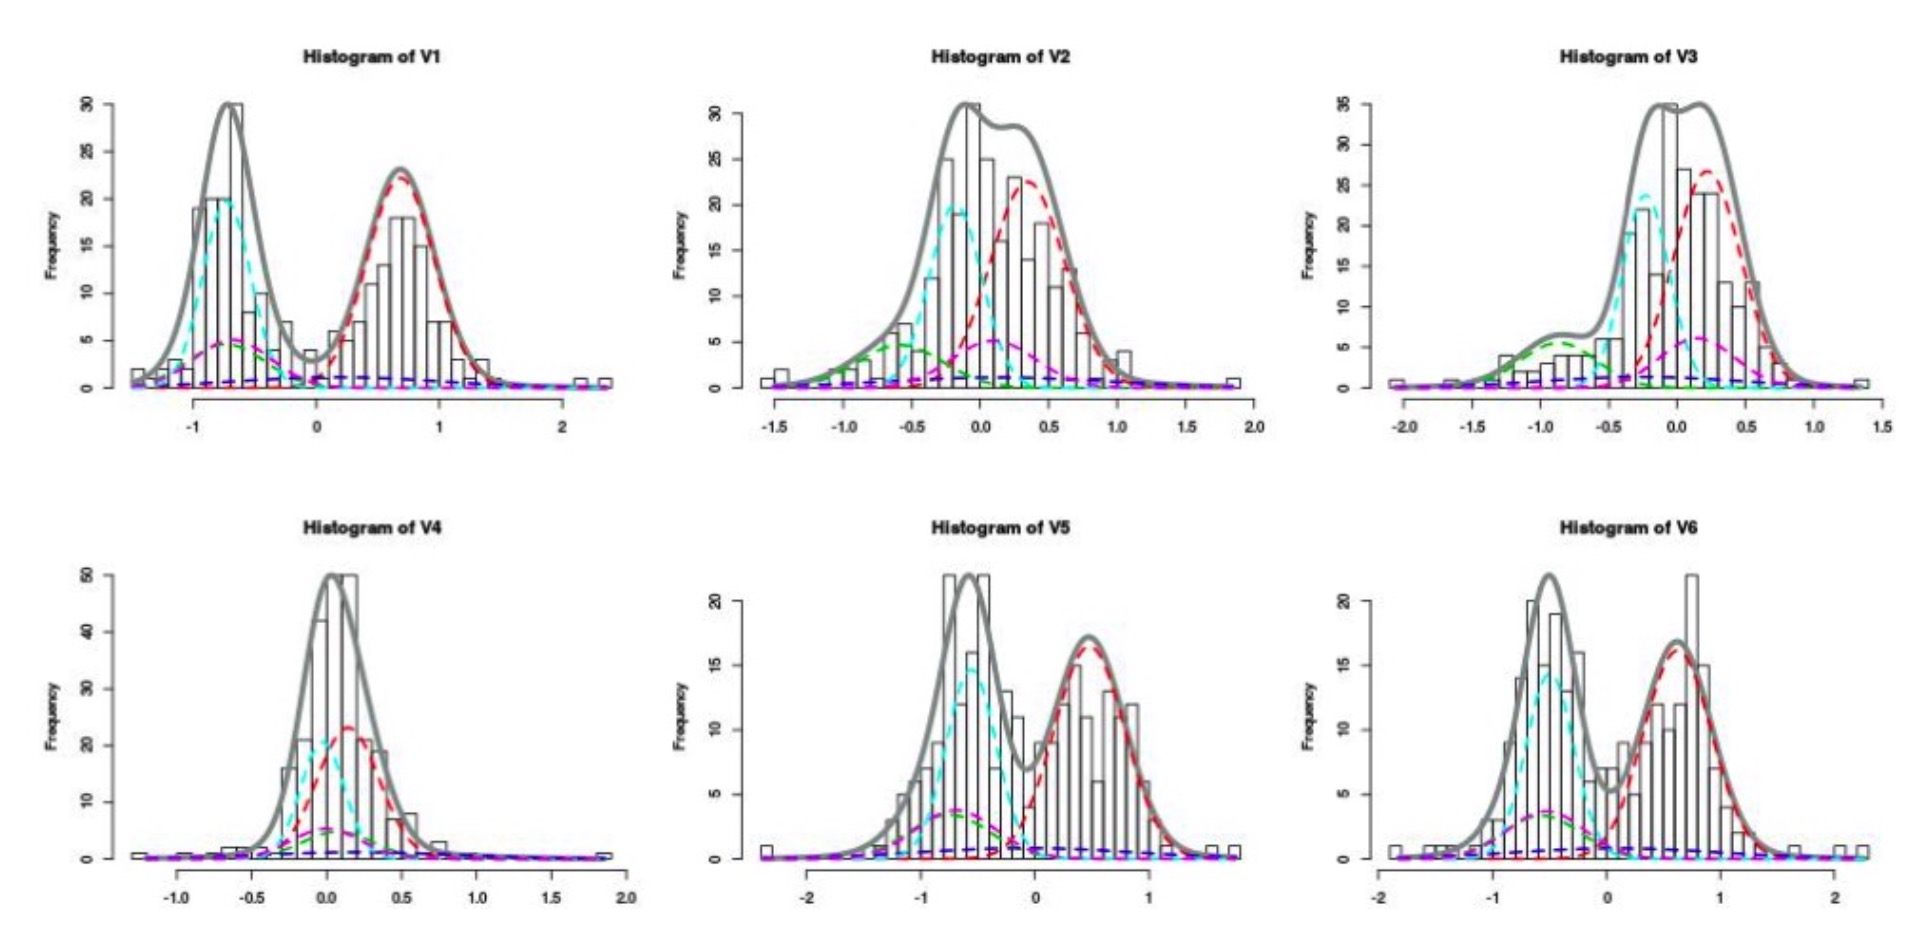 Histogram of V1
Frequency
0 5 10 15 20 25 30
-1 0 1 2
Histogram of V2
Frequency
0 5 10 15 20 25 30
-1.5 -1.0 -0.5 0.0 0.5 1.0 1.5 2.0
Histogram of V3
Frequency
0 5 10 15 20 25 30 35
-2.0 -1.5 -1.0 -0.5 0.0 0.5 1.0 1.5
Histogram of V4
Frequency
0 10 20 30 40 50
-1.0 -0.5 0.0 0.5 1.0 1.5 2.0
Histogram of V5
Frequency
0 5 10 15 20
-2 -1 0 1
Histogram of V6
Frequency
0 5 10 15 20
-2 -1 0 1 2